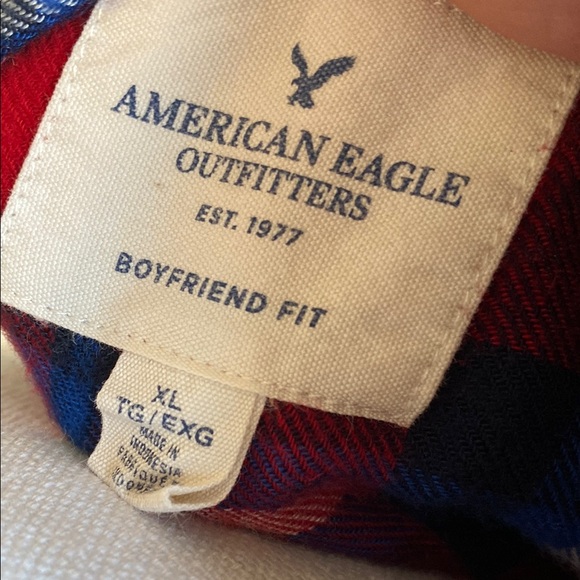 AMERICAN EAGLE
OUTFITTERS
EST. 1977
BOYFRIEND FIT
XL
TG/EXG
MADE IN
INDONESIA